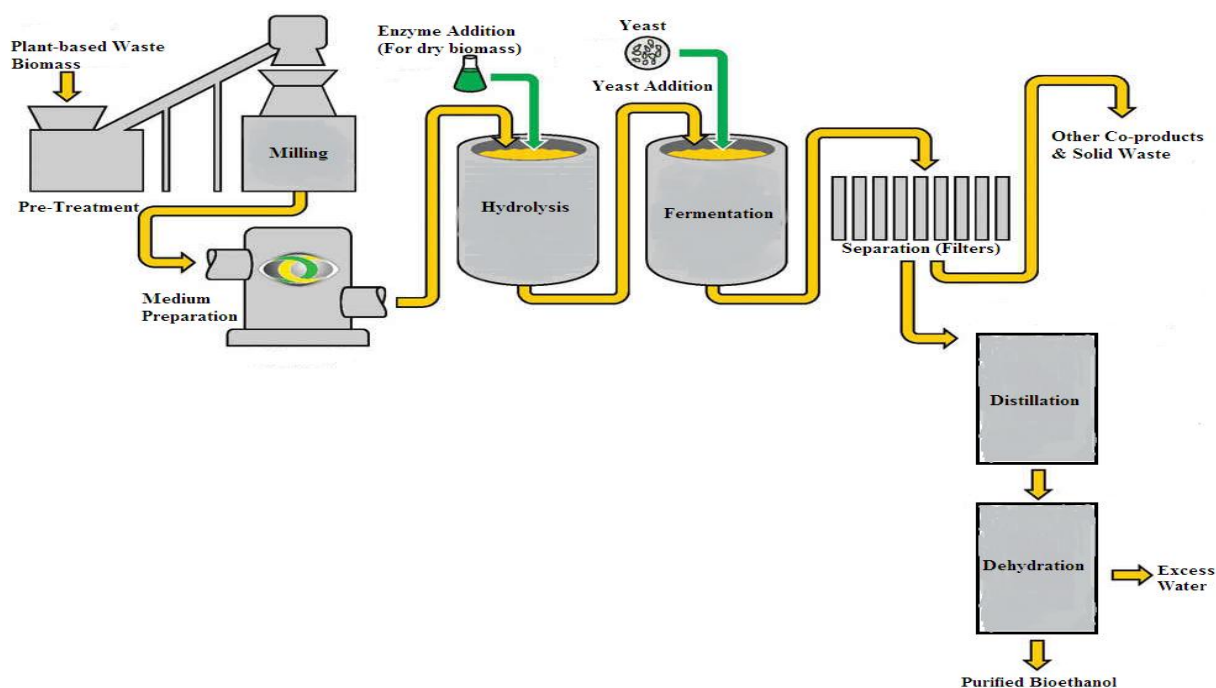 Plant-based Waste
Biomass
Pre-Treatment
Milling
Medium
Preparation
Enzyme Addition
(For dry biomass)
Hydrolysis
Yeast
Yeast Addition
Fermentation
Separation (Filters)
Other Co-products
& Solid Waste
Distillation
Dehydration
Excess
Water
Purified Bioethanol